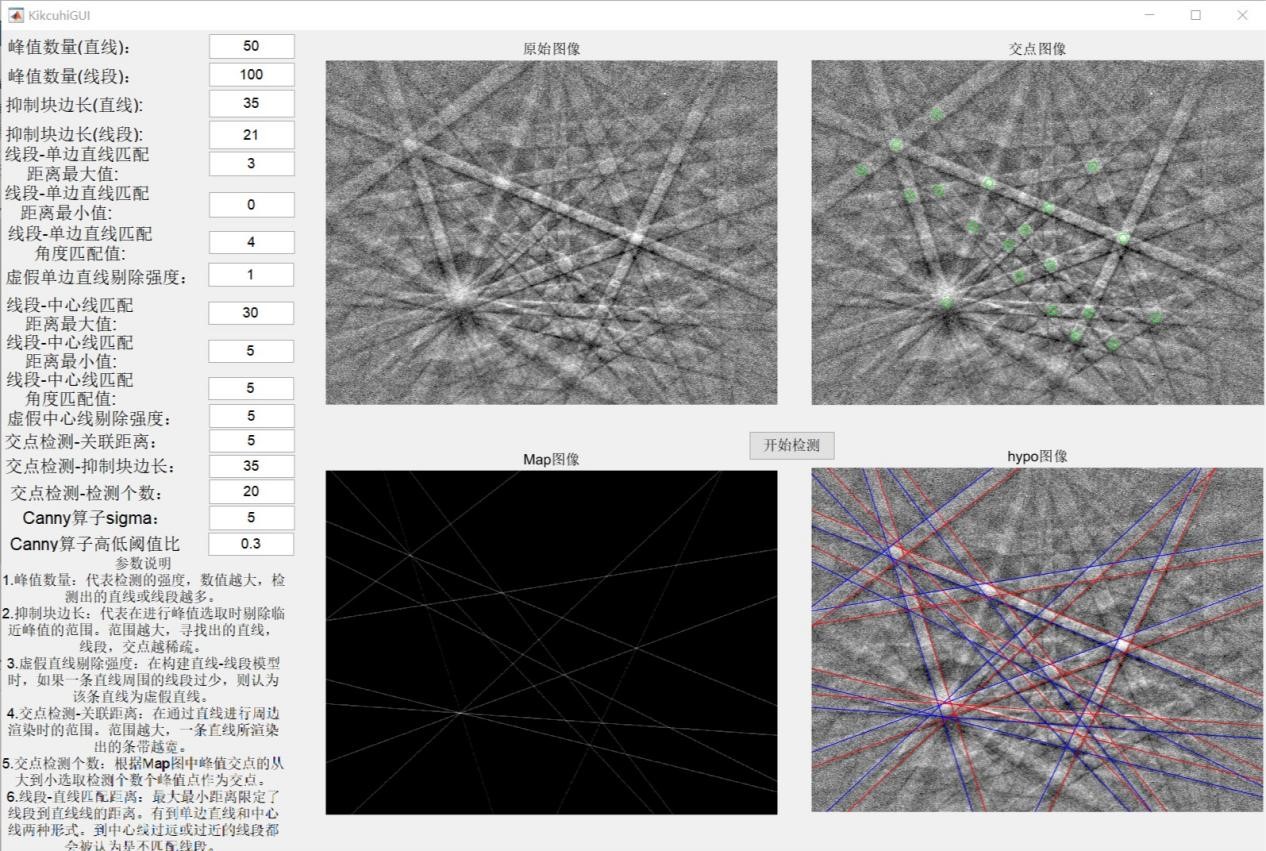 KikcuhiGUI
峰值数量(直线):
50
峰值数量(线段):
100
抑制块边长(直线):
35
抑制块边长(线段):
21
线段-单边直线匹配
距离最大值:
3
线段-单边直线匹配
距离最小值:
0
线段-单边直线匹配
角度匹配值:
4
虚假单边直线剔除强度：
1
线段-中心线匹配
距离最大值:
30
线段-中心线匹配
距离最小值:
5
线段-中心线匹配
角度匹配值:
5
虚假中心线剔除强度：
5
交点检测-关联距离：
5
交点检测-抑制块边长：
35
交点检测-检测个数：
20
Canny算子sigma：
5
Canny算子高低阈值比
0.3
参数说明
1.峰值数量：代表检测的强度，数值越大，检
测出的直线或线段越多。
2.抑制块边长：代表在进行峰值选取时剔除临
近峰值的范围。范围越大，寻找出的直线，
线段，交点越稀疏。
3.虚假直线剔除强度：在构建直线-线段模型
时，如果一条直线周围的线段过少，则认为
该条直线为虚假直线。
4.交点检测-关联距离：在通过直线进行周边
渲染时的范围。范围越大，一条直线所渲染
出的条带越宽。
5.交点检测个数：根据Map图中峰值交点的从
大到小选取检测个数个峰值点作为交点。
6.线段-直线匹配距离：最大最小距离限定了
线段到直线线的距离。有到单边直线和中心
线两种形式。到中心线过远或过近的线段都
会被认为是不匹配线段。
原始图像
交点图像
开始检测
Map图像
hypo图像